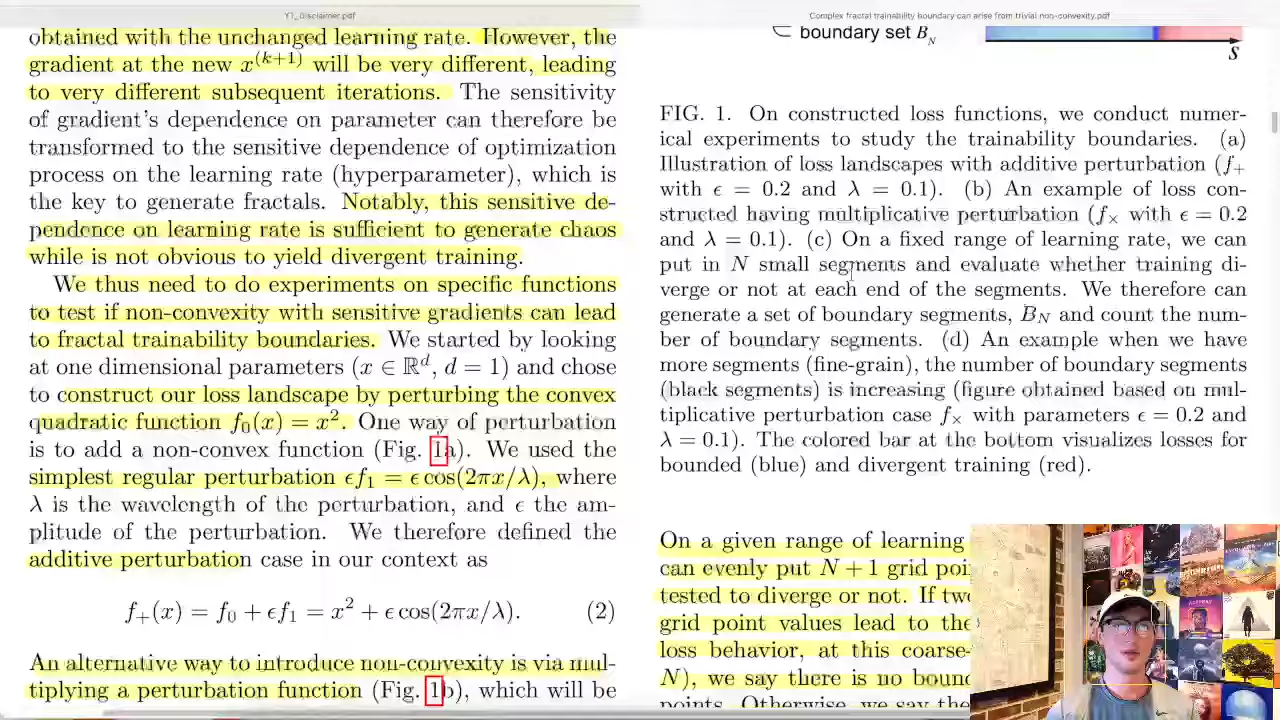 YT_Disclaimer.pdf
Complex fractal trainability boundary can arise from trivial non-convexity.pdf
obtained with the unchanged learning rate. However, the
gradient at the new x^(k+1) will be very different, leading
to very different subsequent iterations. The sensitivity
of gradient's dependence on parameter can therefore be
transformed to the sensitive dependence of optimization
process on the learning rate (hyperparameter), which is
the key to generate fractals. Notably, this sensitive de-
pendence on learning rate is sufficient to generate chaos
while is not obvious to yield divergent training.
We thus need to do experiments on specific functions
to test if non-convexity with sensitive gradients can lead
to fractal trainability boundaries. We started by looking
at one dimensional parameters (x ∈ ℝ^d, d = 1) and chose
to construct our loss landscape by perturbing the convex
quadratic function f₀(x) = x². One way of perturbation
is to add a non-convex function (Fig. 1a). We used the
simplest regular perturbation ϵf₁ = ϵ cos(2πx/λ), where
λ is the wavelength of the perturbation, and ϵ the am-
plitude of the perturbation. We therefore defined the
additive perturbation case in our context as
f₊(x) = f₀ + ϵf₁ = x² + ϵ cos(2πx/λ). (2)
An alternative way to introduce non-convexity is via mul-
tiplying a perturbation function (Fig. 1b), which will be
boundary set B_N
S
FIG. 1. On constructed loss functions, we conduct numer-
ical experiments to study the trainability boundaries. (a)
Illustration of loss landscapes with additive perturbation (f₊
with ϵ = 0.2 and λ = 0.1). (b) An example of loss con-
structed having multiplicative perturbation (f× with ϵ = 0.2
and λ = 0.1). (c) On a fixed range of learning rate, we can
put in N small segments and evaluate whether training di-
verge or not at each end of the segments. We therefore can
generate a set of boundary segments, B_N and count the num-
ber of boundary segments. (d) An example when we have
more segments (fine-grain), the number of boundary segments
(black segments) is increasing (figure obtained based on mul-
tiplicative perturbation case f× with parameters ϵ = 0.2 and
λ = 0.1). The colored bar at the bottom visualizes losses for
bounded (blue) and divergent training (red).
On a given range of learning
can evenly put N + 1 grid poi
tested to diverge or not. If tw
grid point values lead to the
loss behavior, at this coarse-
N), we say there is no boun
points. Otherwise, we say the